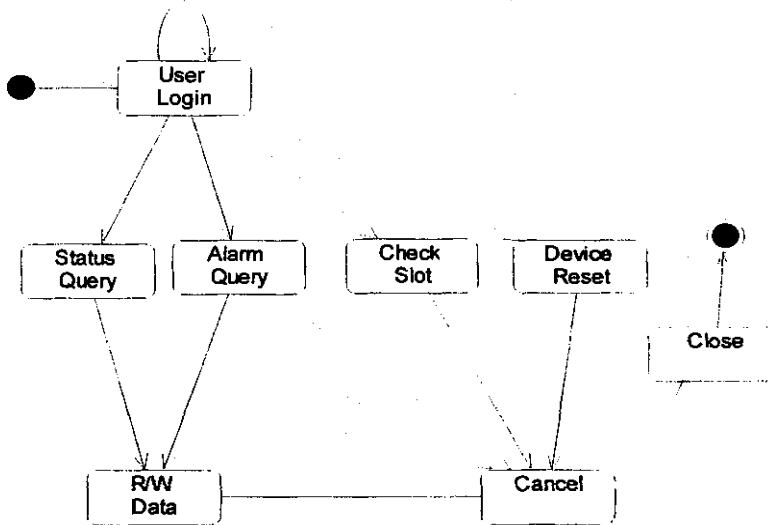 User
Login
Status
Query
Alarm
Query
Check
Slot
Device
Reset
Close
R/W
Data
Cancel